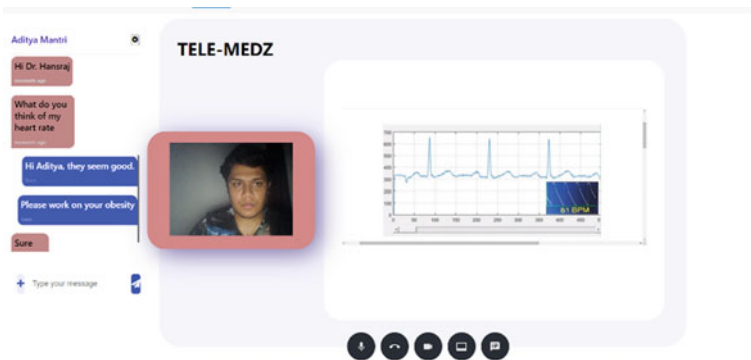 Aditya Mantri
TELE-MEDZ
Hi Dr. Hansraj
What do you
think of my
heart rate
Hi Aditya, they seem good.
Please work on your obesity
Sure
Type your message
700
600
500
400
300
200
100
0
0 50 100 150 200 250 300 350 400 450
81 BPM